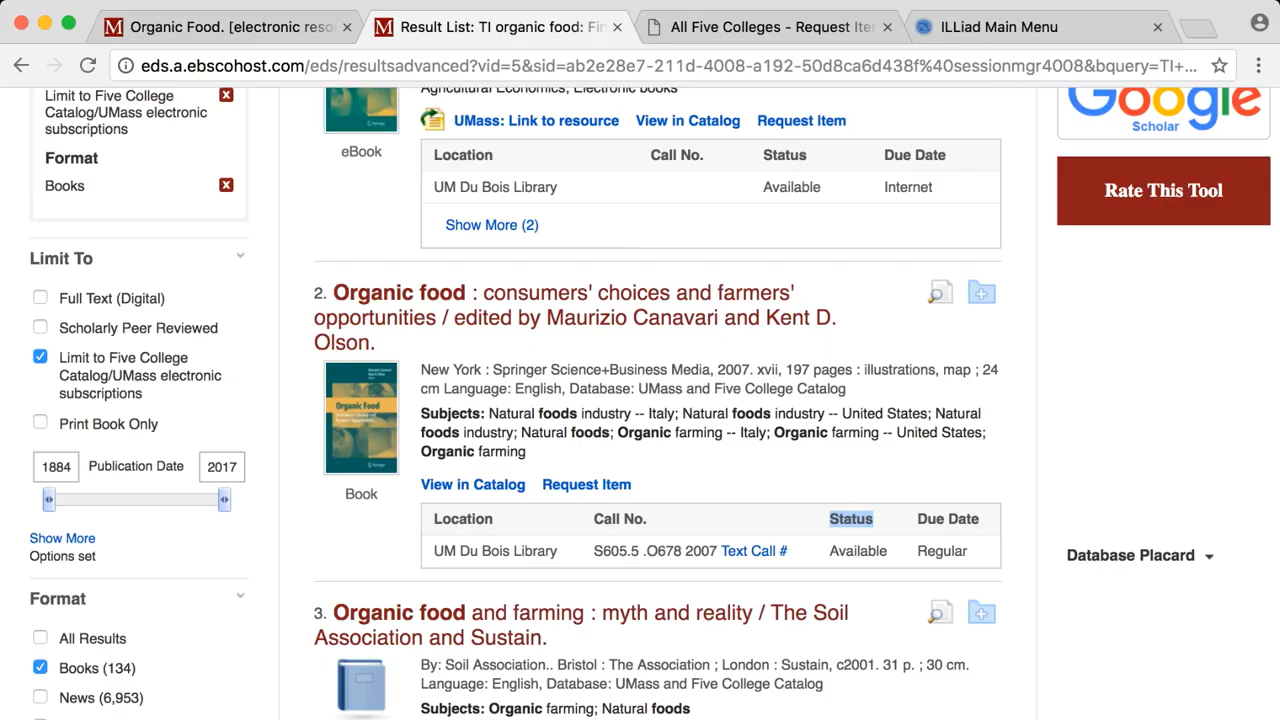 Organic Food. [electronic reso
Result List: TI organic food: Fin
All Five Colleges - Request Iter
ILLiad Main Menu
eds.a.ebscohost.com/eds/resultsadvanced?vid=5&sid=ab2e28e7-211d-4008-a192-50d8ca6d438f%40sessionmgr4008&bquery=TI+...
Limit to Five College
Catalog/UMass electronic
subscriptions
Format
Books
Limit To
Full Text (Digital)
Scholarly Peer Reviewed
Limit to Five College
Catalog/UMass electronic
subscriptions
Print Book Only
1884 Publication Date 2017
Show More
Options set
Format
All Results
Books (134)
News (6,953)
Agricultural Economics; Electronic books
eBook
UMass: Link to resource View in Catalog Request Item
Location Call No. Status Due Date
UM Du Bois Library Available Internet
Show More (2)
2. Organic food : consumers' choices and farmers'
opportunities / edited by Maurizio Canavari and Kent D.
Olson.
Organic Food
Springer
Book
New York : Springer Science+Business Media, 2007. xvii, 197 pages : illustrations, map ; 24
cm Language: English, Database: UMass and Five College Catalog
Subjects: Natural foods industry -- Italy; Natural foods industry -- United States; Natural
foods industry; Natural foods; Organic farming -- Italy; Organic farming -- United States;
Organic farming
View in Catalog Request Item
Location Call No. Status Due Date
UM Du Bois Library S605.5 .O678 2007 Text Call # Available Regular
3. Organic food and farming : myth and reality / The Soil
Association and Sustain.
By: Soil Association.. Bristol : The Association ; London : Sustain, c2001. 31 p. ; 30 cm.
Language: English, Database: UMass and Five College Catalog
Subjects: Organic farming; Natural foods
Google
Scholar
Rate This Tool
Database Placard